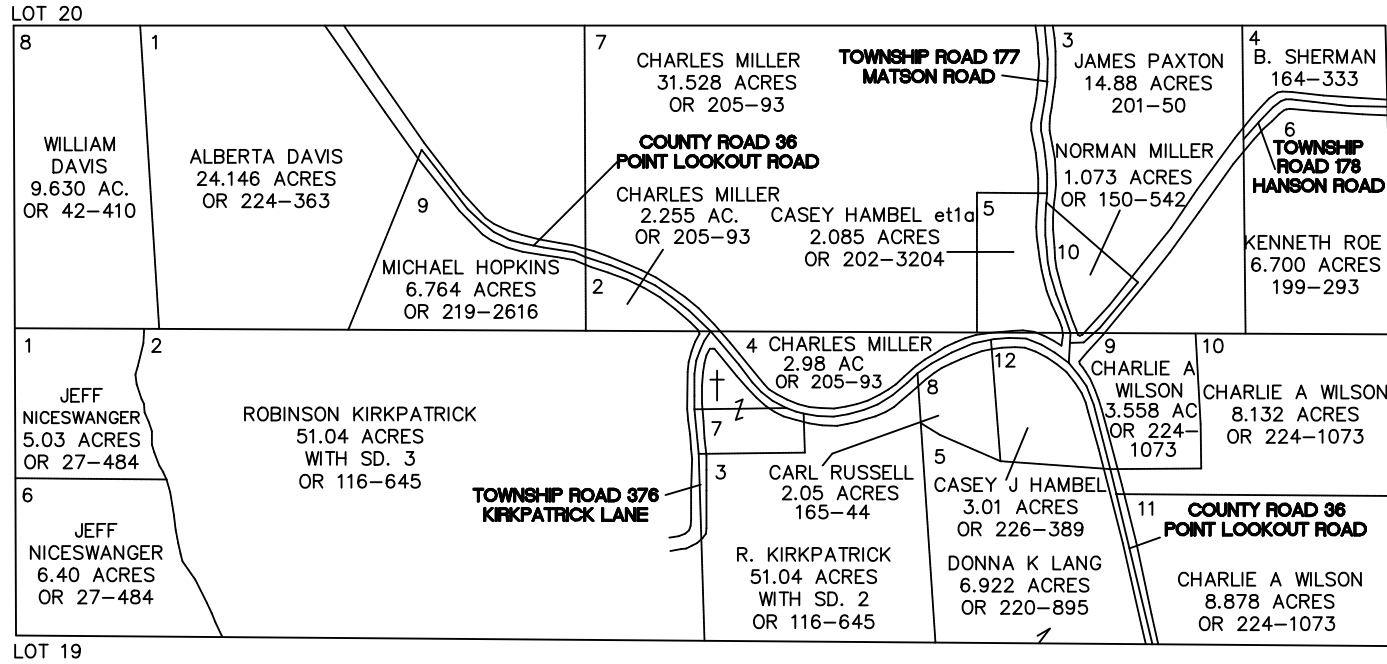 LOT 20
8
WILLIAM
DAVIS
9.630 AC.
OR 42-410
1
ALBERTA DAVIS
24.146 ACRES
OR 224-363
9
MICHAEL HOPKINS
6.764 ACRES
OR 219-2616
7
CHARLES MILLER
31.528 ACRES
OR 205-93
COUNTY ROAD 36
POINT LOOKOUT ROAD
CHARLES MILLER
2.255 AC.
OR 205-93
2
TOWNSHIP ROAD 177
MATSON ROAD
CASEY HAMBEL et1a
2.085 ACRES
OR 202-3204
5
3
JAMES PAXTON
14.88 ACRES
201-50
NORMAN MILLER
1.073 ACRES
OR 150-542
10
4
B. SHERMAN
164-333
6
TOWNSHIP
ROAD 178
HANSON ROAD
KENNETH ROE
6.700 ACRES
199-293
1
JEFF
NICESWANGER
5.03 ACRES
OR 27-484
6
JEFF
NICESWANGER
6.40 ACRES
OR 27-484
2
ROBINSON KIRKPATRICK
51.04 ACRES
WITH SD. 3
OR 116-645
TOWNSHIP ROAD 376
KIRKPATRICK LANE
4
CHARLES MILLER
2.98 AC
OR 205-93
7
3
CARL RUSSELL
2.05 ACRES
165-44
R. KIRKPATRICK
51.04 ACRES
WITH SD. 2
OR 116-645
8
12
5
CASEY J HAMBEL
3.01 ACRES
OR 226-389
DONNA K LANG
6.922 ACRES
OR 220-895
9
CHARLIE A
WILSON
3.558 AC
OR 224-
1073
10
CHARLIE A WILSON
8.132 ACRES
OR 224-1073
11
COUNTY ROAD 36
POINT LOOKOUT ROAD
CHARLIE A WILSON
8.878 ACRES
OR 224-1073
LOT 19